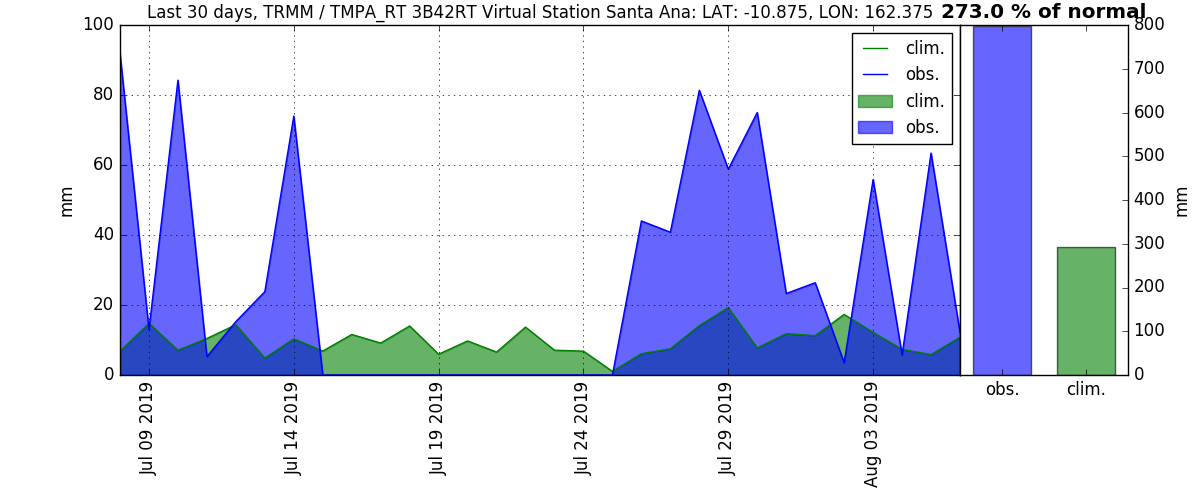 Last 30 days, TRMM / TMPA_RT 3B42RT Virtual Station Santa Ana: LAT: -10.875, LON: 162.375 273.0 % of normal
100
80
60
40
20
0
mm
clim.
obs.
clim.
obs.
800
700
600
500
400
300
200
100
0
mm
Jul 09 2019
Jul 14 2019
Jul 19 2019
Jul 24 2019
Jul 29 2019
Aug 03 2019
obs. clim.